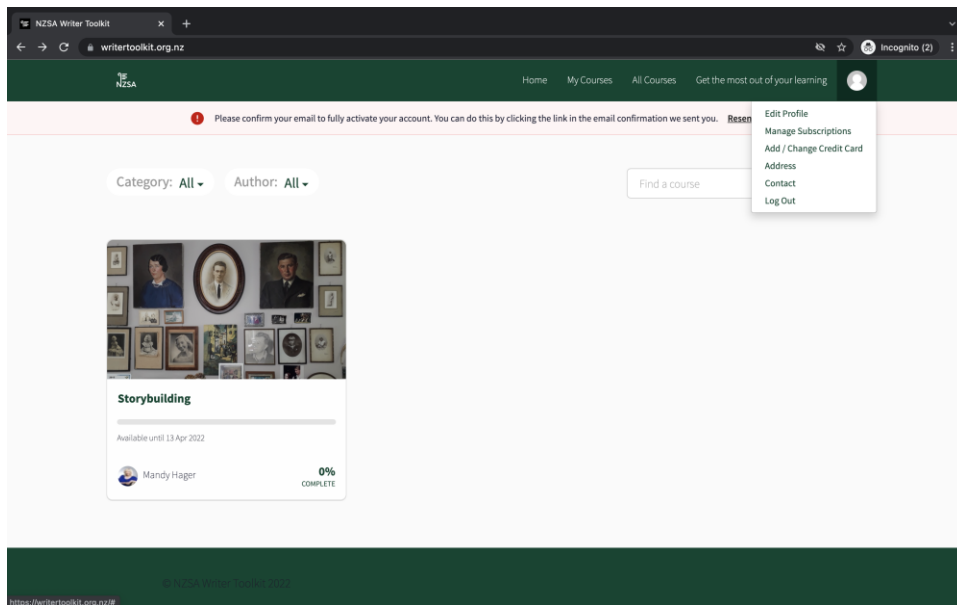 NZSA Writer Toolkit
writertoolkit.org.nz
Incognito (2)
NZSA
Home My Courses All Courses Get the most out of your learning
Please confirm your email to fully activate your account. You can do this by clicking the link in the email confirmation we sent you. Resen
Edit Profile
Manage Subscriptions
Add / Change Credit Card
Address
Contact
Log Out
Category: All Author: All
Find a course
Storybuilding
Available until 13 Apr 2022
Mandy Hager
0%
COMPLETE
© NZSA Writer Toolkit 2022
https://writertoolkit.org.nz/#